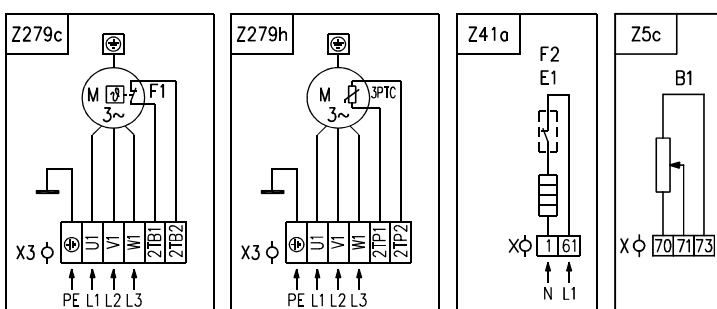 Z279c
M ϑ F1
3~
X3 U1 V1 W1 2TB1 2TB2
PE L1 L2 L3
Z279h
M 3PTC
3~
X3 U1 V1 W1 2TP1 2TP2
PE L1 L2 L3
Z41a
F2
E1
X 1 61
N L1
Z5c
B1
X 70 71 73